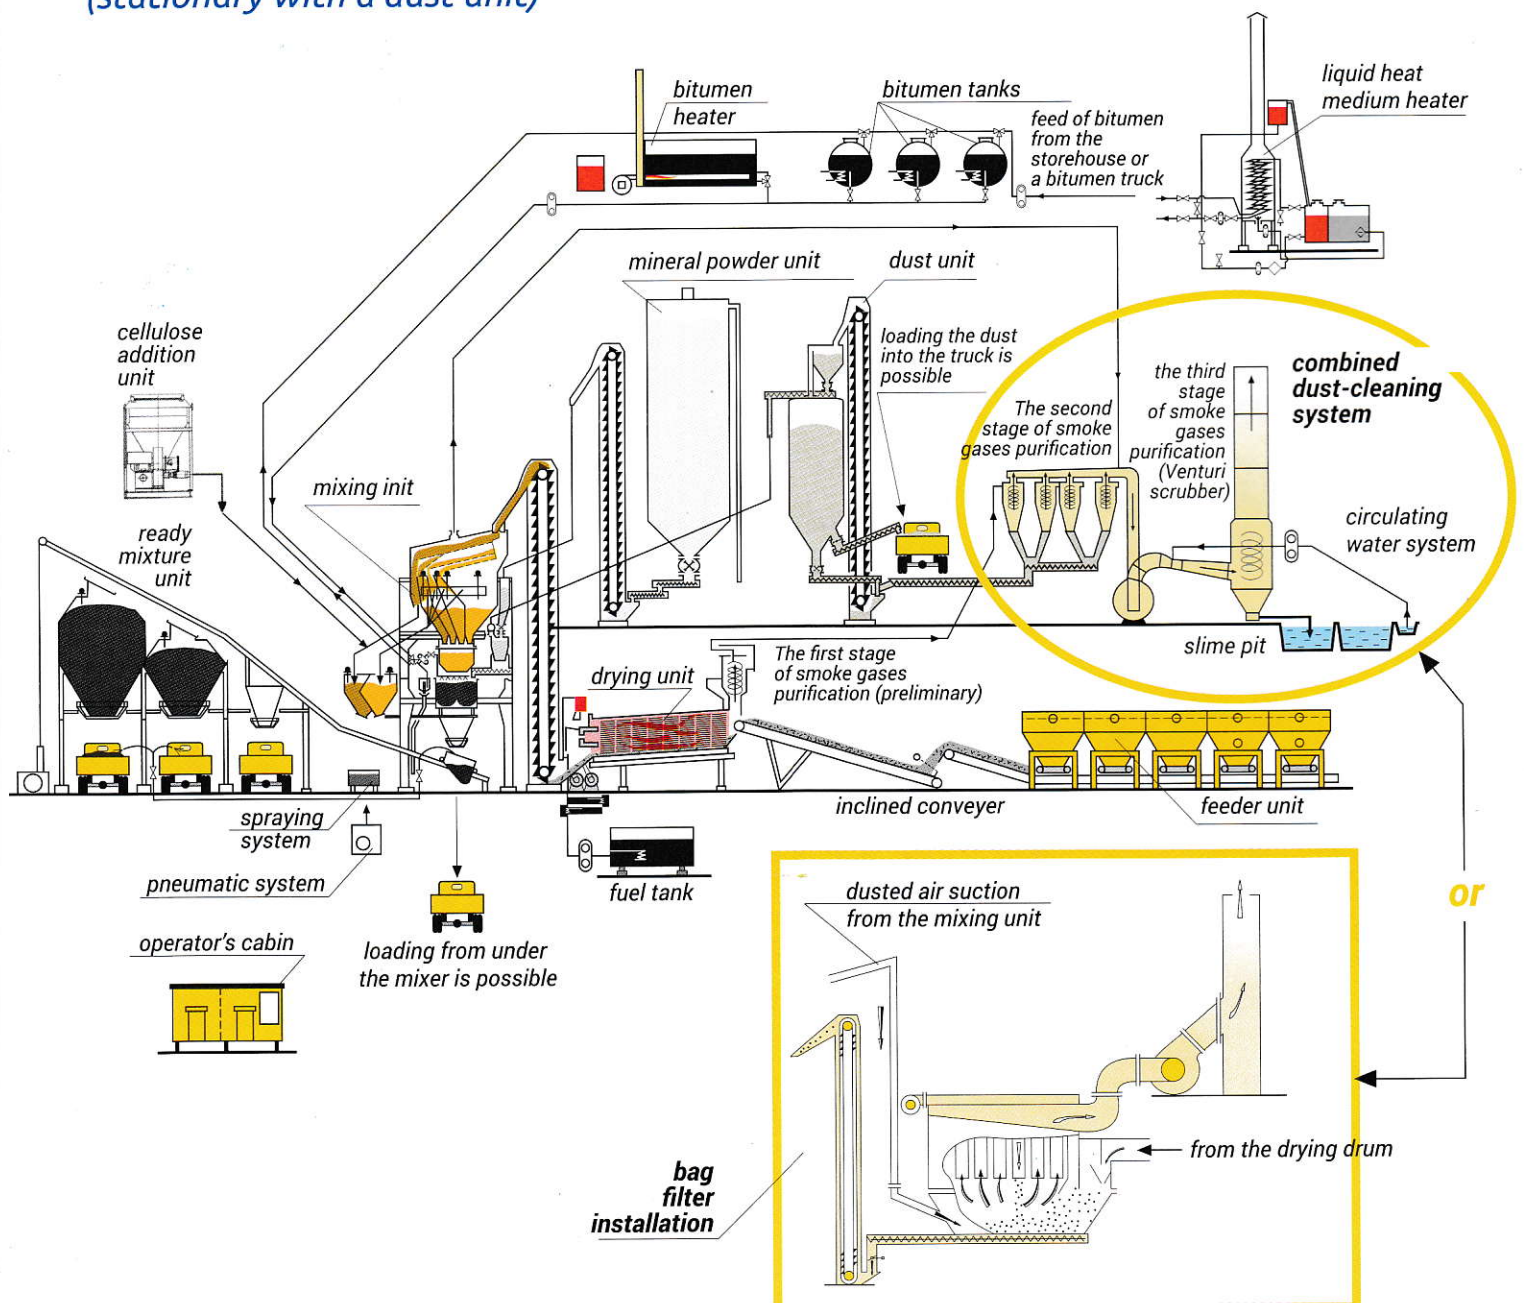 (stationary with a dust unit)
bitumen
heater
bitumen tanks
feed of bitumen
from the
storehouse or
a bitumen truck
liquid heat
medium heater
mineral powder unit
dust unit
loading the dust
into the truck is
possible
cellulose
addition
unit
mixing init
ready
mixture
unit
The second
stage of smoke
gases purification
the third
stage
of smoke
gases
purification
(Venturi
scrubber)
combined
dust-cleaning
system
circulating
water system
slime pit
The first stage
of smoke gases
purification (preliminary)
drying unit
inclined conveyer
feeder unit
spraying
system
pneumatic system
fuel tank
operator's cabin
loading from under
the mixer is possible
or
dusted air suction
from the mixing unit
from the drying drum
bag
filter
installation